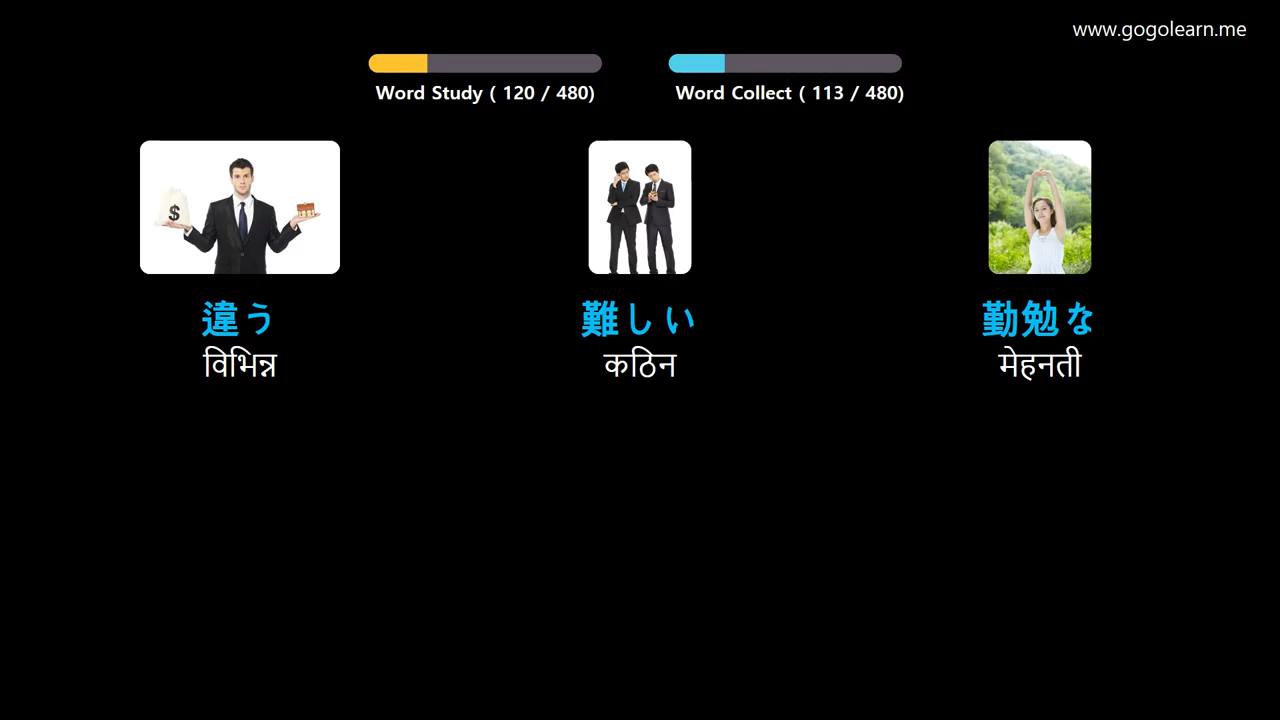 www.gogolearn.me
Word Study ( 120 / 480)
Word Collect ( 113 / 480)
$
違う
難しい
勤勉な
विभिन्न
कठिन
मेहनती